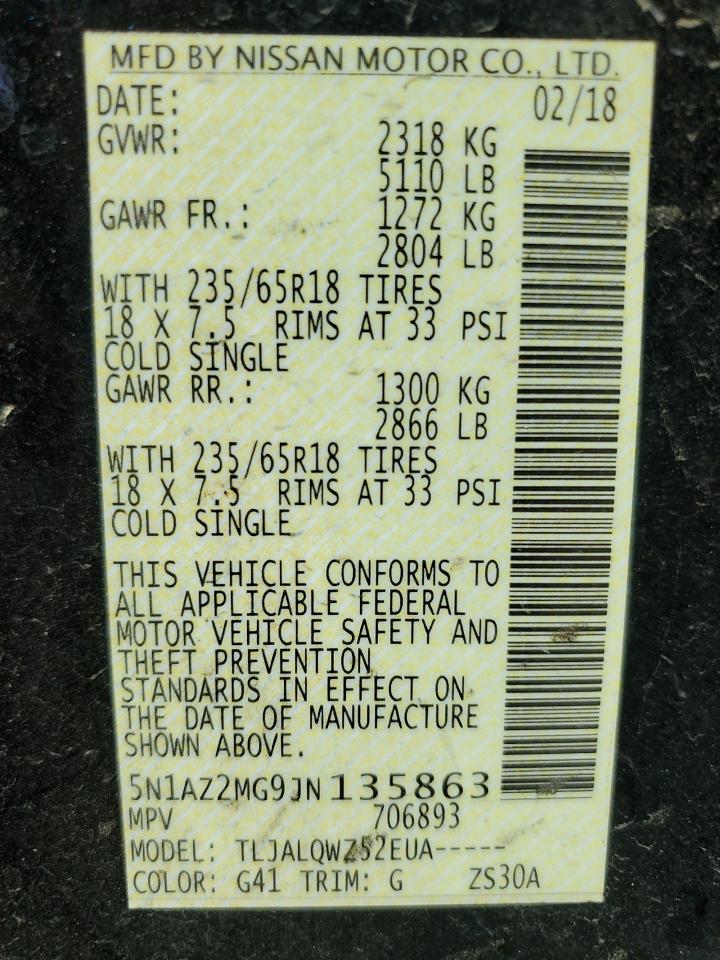 MFD BY NISSAN MOTOR CO., LTD.
DATE: 02/18
GVWR: 2318 KG
5110 LB
GAWR FR.: 1272 KG
2804 LB
WITH 235/65R18 TIRES
18 X 7.5 RIMS AT 33 PSI
COLD SINGLE
GAWR RR.: 1300 KG
2866 LB
WITH 235/65R18 TIRES
18 X 7.5 RIMS AT 33 PSI
COLD SINGLE
THIS VEHICLE CONFORMS TO
ALL APPLICABLE FEDERAL
MOTOR VEHICLE SAFETY AND
THEFT PREVENTION
STANDARDS IN EFFECT ON
THE DATE OF MANUFACTURE
SHOWN ABOVE.
5N1AZ2MG9JN135863
MPV 706893
MODEL: TLJALQWZ52EUA-----
COLOR: G41 TRIM: G ZS30A